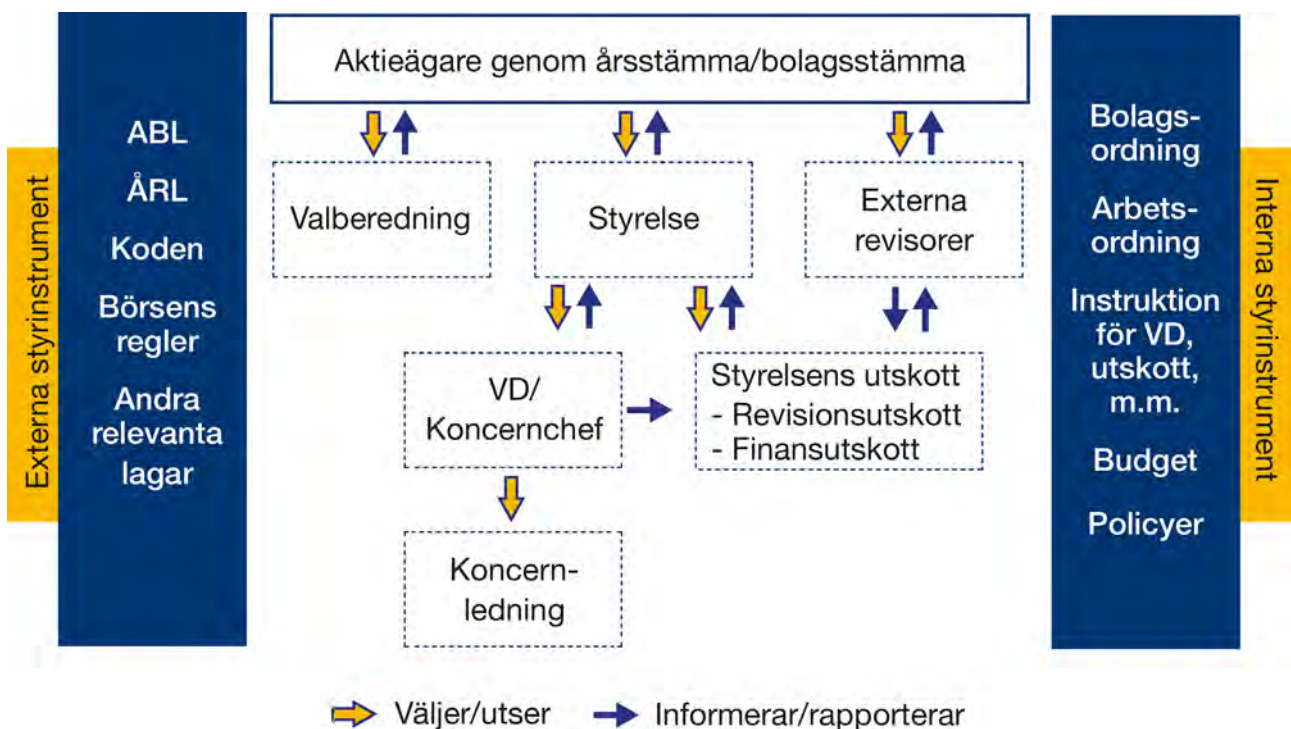 Externa styrinstrument
ABL
ÅRL
Koden
Börsens
regler
Andra
relevanta
lagar
Aktieägare genom årsstämma/bolagsstämma
Valberedning
Styrelse
Externa
revisorer
VD/
Koncernchef
Styrelsens utskott
- Revisionsutskott
- Finansutskott
Koncern-
ledning
Bolags-
ordning
Arbets-
ordning
Instruktion
för VD,
utskott,
m.m.
Budget
Policyer
Interna styrinstrument
Väljer/utser
Informerar/rapporterar